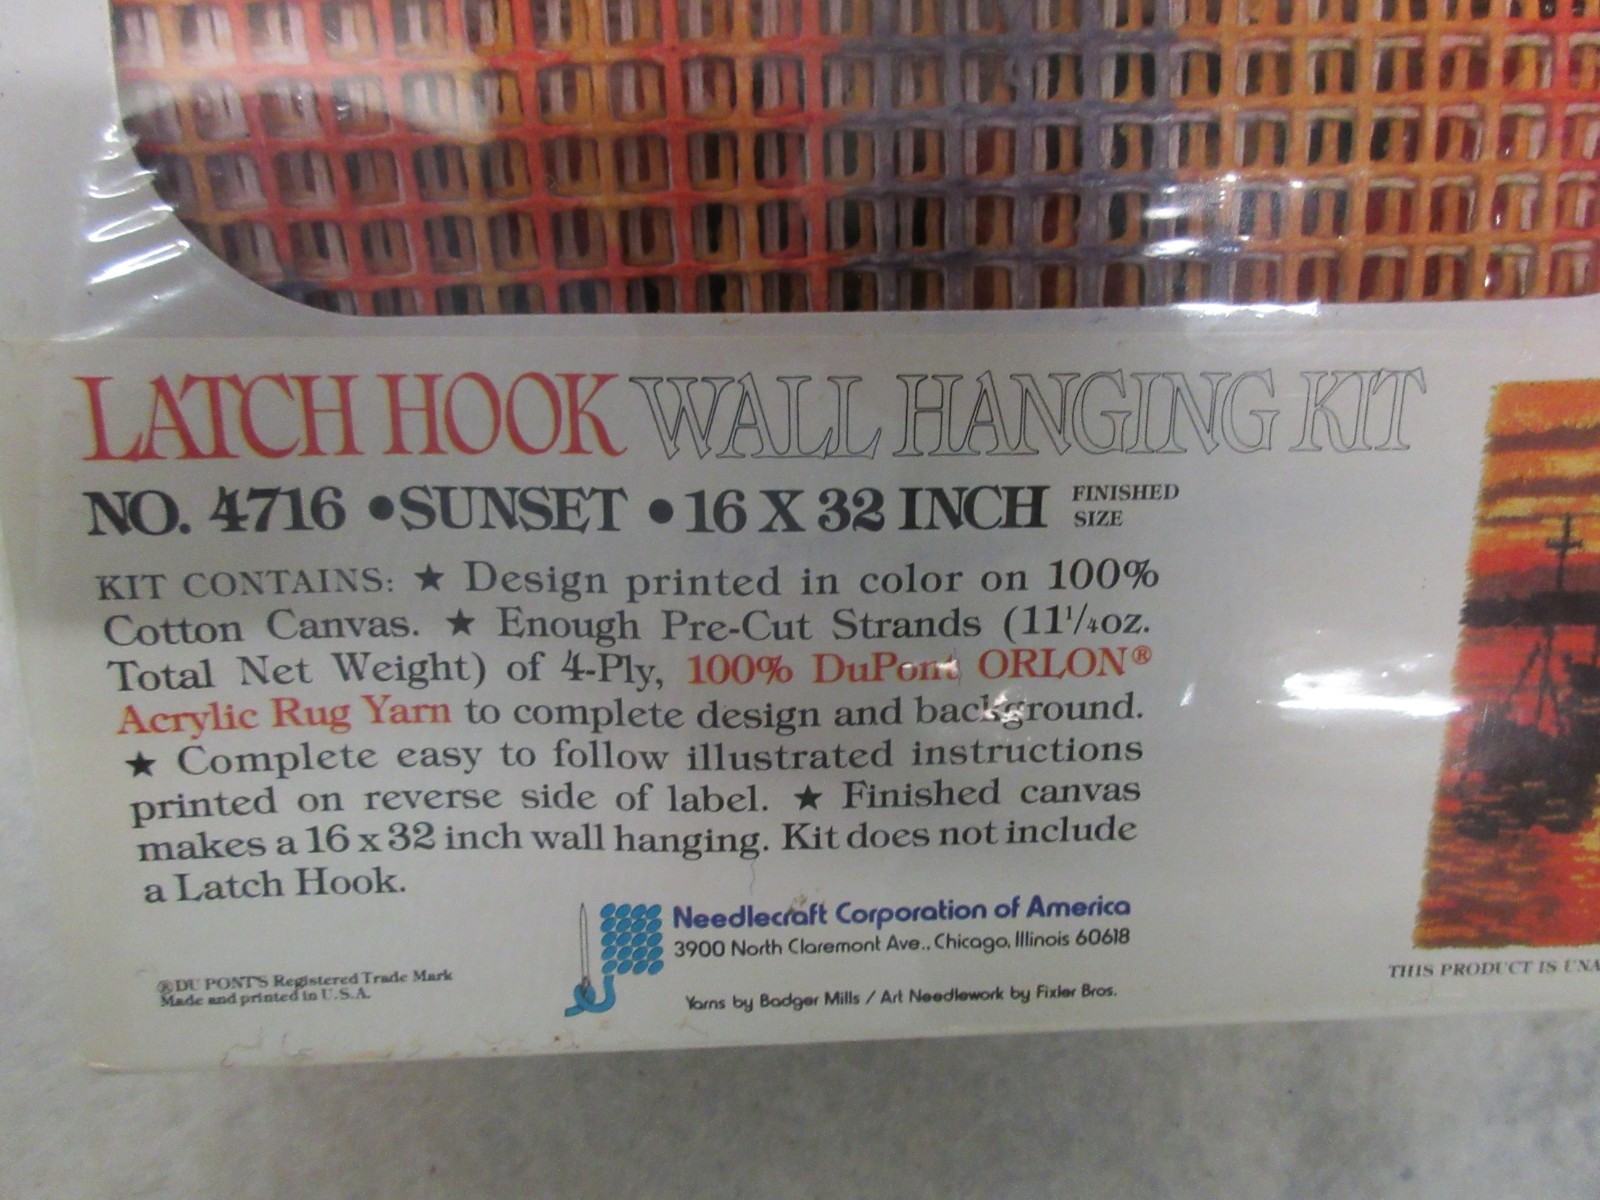 LATCH HOOK WALL HANGING KIT
NO. 4716 • SUNSET • 16 X 32 INCH FINISHED SIZE
KIT CONTAINS: ★ Design printed in color on 100%
Cotton Canvas. ★ Enough Pre-Cut Strands (11¼oz.
Total Net Weight) of 4-Ply, 100% DuPont ORLON®
Acrylic Rug Yarn to complete design and background.
★ Complete easy to follow illustrated instructions
printed on reverse side of label. ★ Finished canvas
makes a 16 x 32 inch wall hanging. Kit does not include
a Latch Hook.
Needlecraft Corporation of America
3900 North Claremont Ave., Chicago, Illinois 60618
Yarns by Badger Mills / Art Needlework by Fixler Bros.
®DU PONT'S Registered Trade Mark
Made and printed in U.S.A.
THIS PRODUCT IS